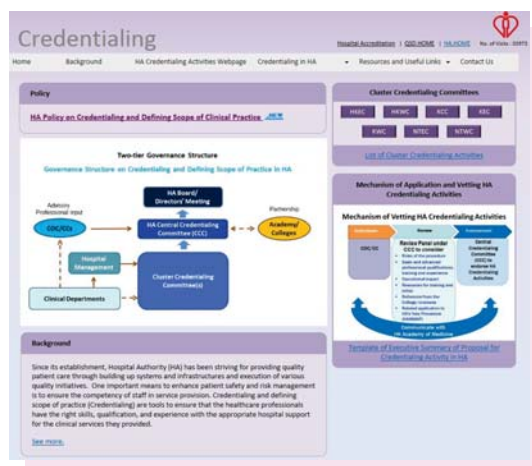 Credentialing
Hospital Accreditation | QSD HOME | HA HOME
No. of Visits :
Home Background HA Credentialing Activities Webpage Credentialing in HA Resources and Useful Links Contact Us
Policy
HA Policy on Credentialing and Defining Scope of Clinical Practice
Two-tier Governance Structure
Governance Structure on Credentialing and Defining Scope of Practice in HA
HA Board/
Directors' Meeting
Advisory
Professional input
COC/CCs
HA Central Credentialing
Committee (CCC)
Partnership
Academy/
Colleges
Hospital
Management
Cluster Credentialing
Committee(s)
Clinical Departments
Background
Since its establishment, Hospital Authority (HA) has been striving for providing quality
patient care through building up systems and infrastructures and execution of various
quality initiatives. One important means to enhance patient safety and risk management
is to ensure the competency of staff in service provision. Credentialing and defining
scope of practice (Credentialing) are tools to ensure that the healthcare professionals
have the right skills, qualification, and experience with the appropriate hospital support
for the clinical services they provided.
See more.
Cluster Credentialing Committees
HKEC HKWC KCC KEC
KWC NTEC NTWC
List of Cluster Credentialing Activities
Mechanism of Application and Vetting HA
Credentialing Activities
Mechanism of Vetting HA Credentialing Activities
COC/CC
Review Panel under
CCC to consider
Central
Credentialing
Committee
(CCC) to
endorse HA
Credentialing
Activities
Communicate with
HA Academy of Medicine
Template of Executive Summary of Proposal for
Credentialing Activity in HA